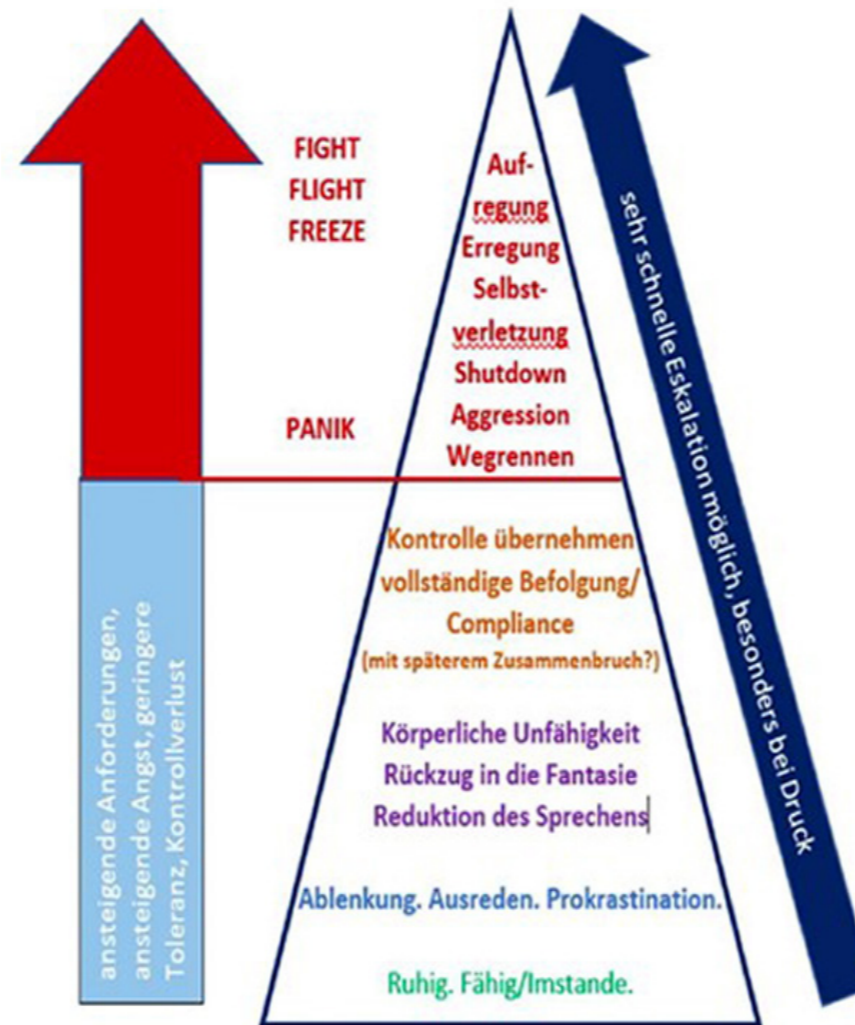 FIGHT
FLIGHT
FREEZE
PANIK
Auf-
regung
Erregung
Selbst-
verletzung
Shutdown
Aggression
Wegrennen
Kontrolle übernehmen
vollständige Befolgung/
Compliance
(mit späterem Zusammenbruch?)
Körperliche Unfähigkeit
Rückzug in die Fantasie
Reduktion des Sprechens
Ablenkung. Ausreden. Prokrastination.
Ruhig. Fähig/Imstande.
ansteigende Anforderungen,
ansteigende Angst, geringere
Toleranz, Kontrollverlust
sehr schnelle Eskalation möglich, besonders bei Druck